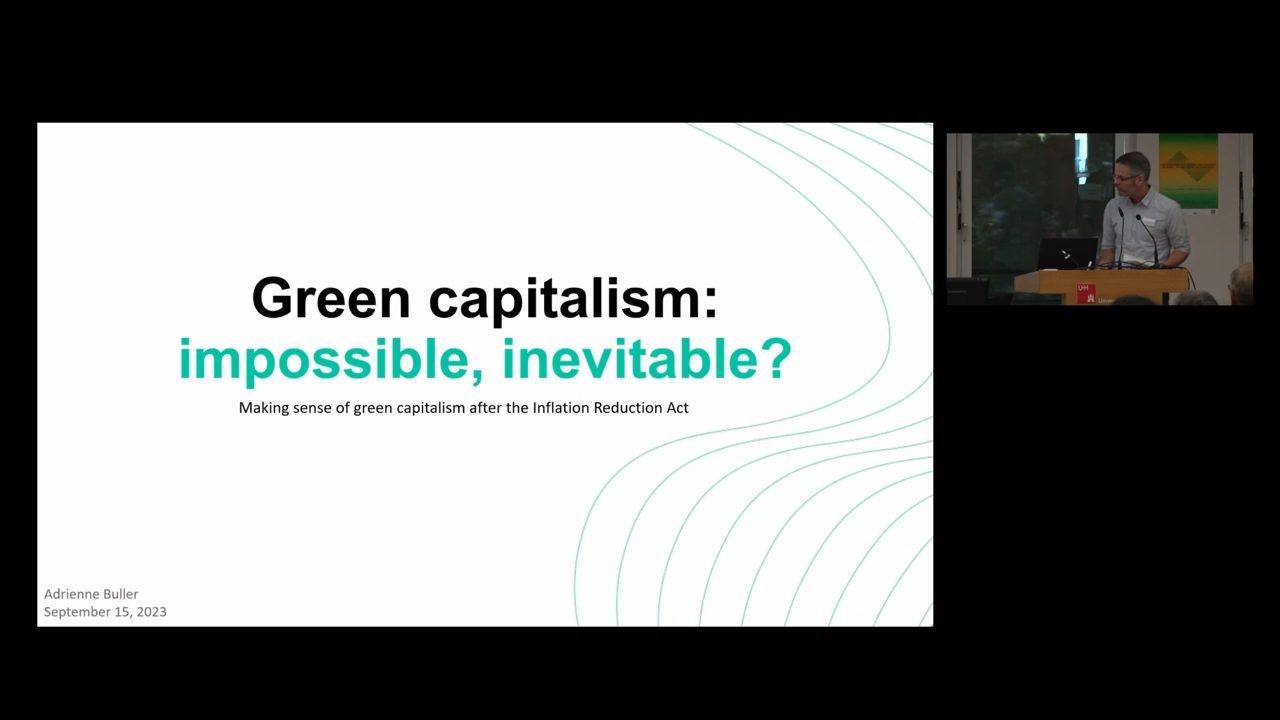 Green capitalism:
impossible, inevitable?
Making sense of green capitalism after the Inflation Reduction Act
Adrienne Buller
September 15, 2023
UHH